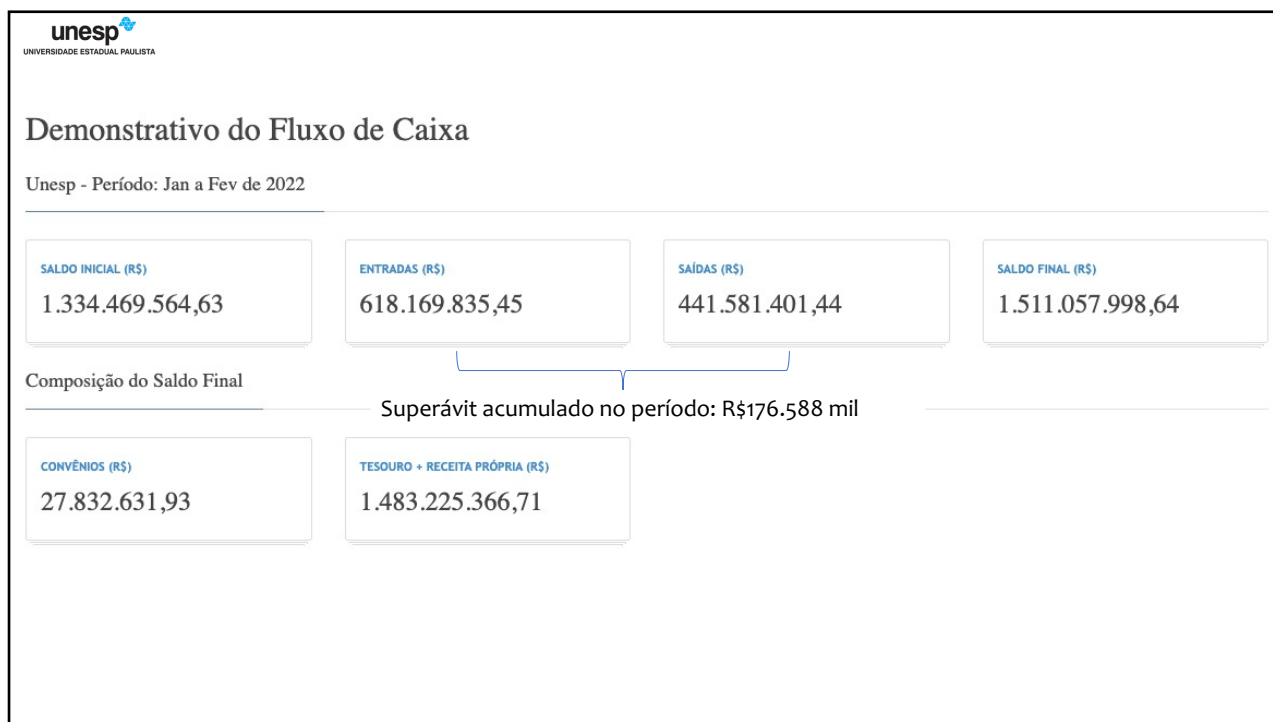 unesp
UNIVERSIDADE ESTADUAL PAULISTA
Demonstrativo do Fluxo de Caixa
Unesp - Período: Jan a Fev de 2022
SALDO INICIAL (R$)
1.334.469.564,63
ENTRADAS (R$)
618.169.835,45
SAÍDAS (R$)
441.581.401,44
SALDO FINAL (R$)
1.511.057.998,64
Composição do Saldo Final
Superávit acumulado no período: R$176.588 mil
CONVÊNIOS (R$)
27.832.631,93
TESOURO + RECEITA PRÓPRIA (R$)
1.483.225.366,71